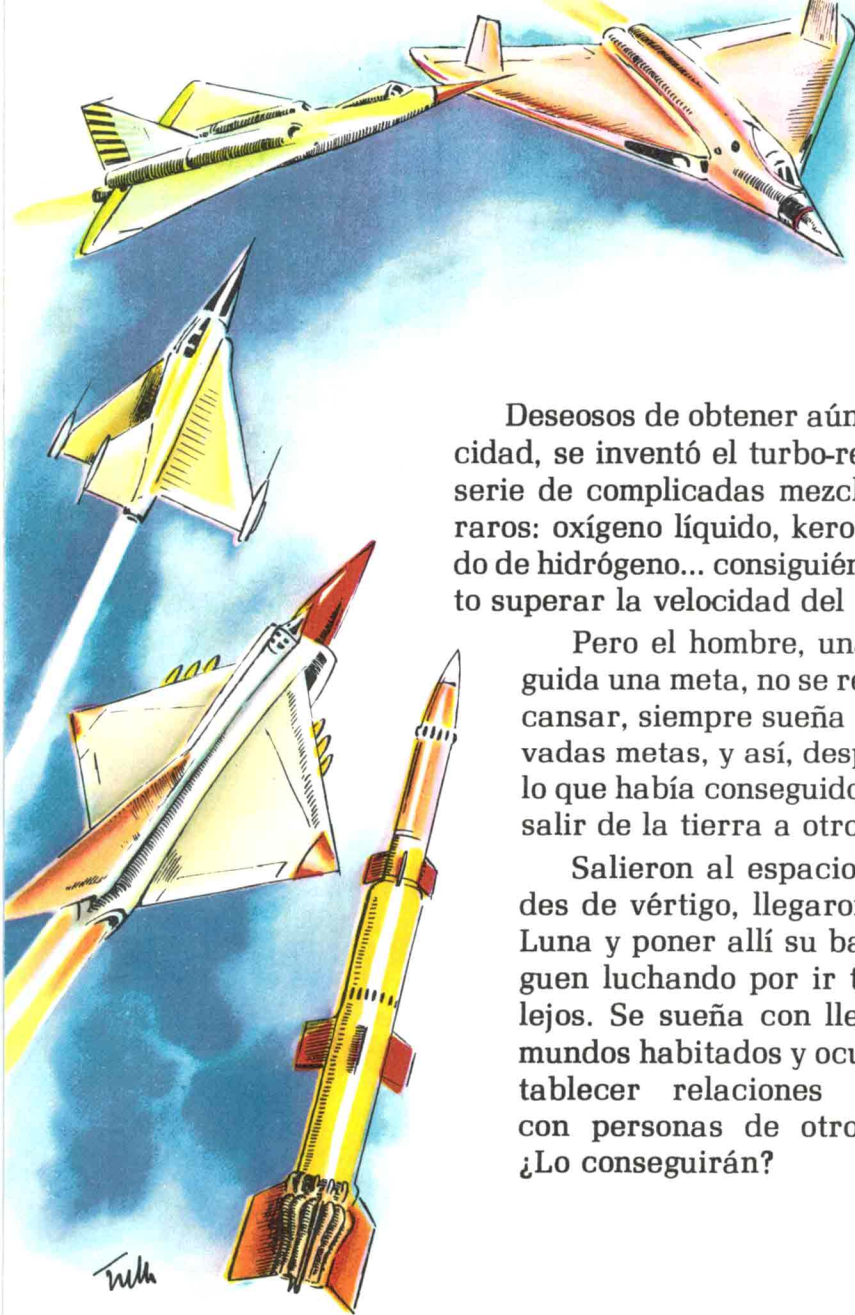 Deseosos de obtener aún
cidad, se inventó el turbo-re
serie de complicadas mezcl
raros: oxígeno líquido, kero
do de hidrógeno... consiguién
to superar la velocidad del
Pero el hombre, un
guida una meta, no se re
cansar, siempre sueña
vadas metas, y así, desp
lo que había conseguido
salir de la tierra a otro
Salieron al espacio
des de vértigo, llegaro
Luna y poner allí su ba
guen luchando por ir t
lejos. Se sueña con lle
mundos habitados y ocu
tablecer relaciones
con personas de otro
¿Lo conseguirán?